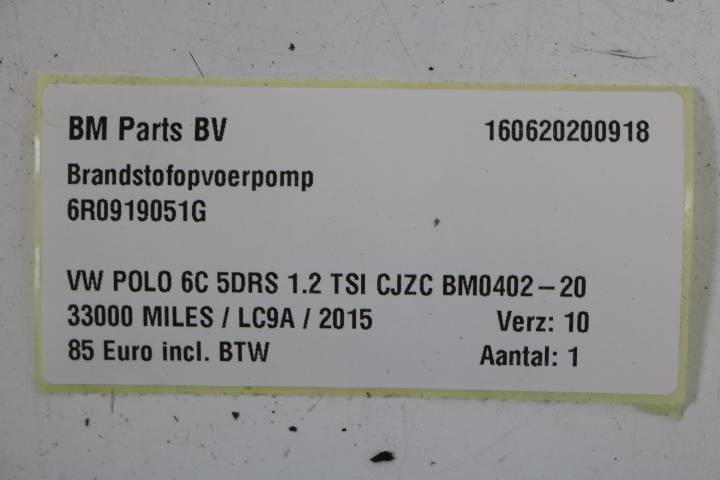 BM Parts BV 160620200918
Brandstofopvoerpomp
6R0919051G
VW POLO 6C 5DRS 1.2 TSI CJZC BM0402-20
33000 MILES / LC9A / 2015 Verz: 10
85 Euro incl. BTW Aantal: 1